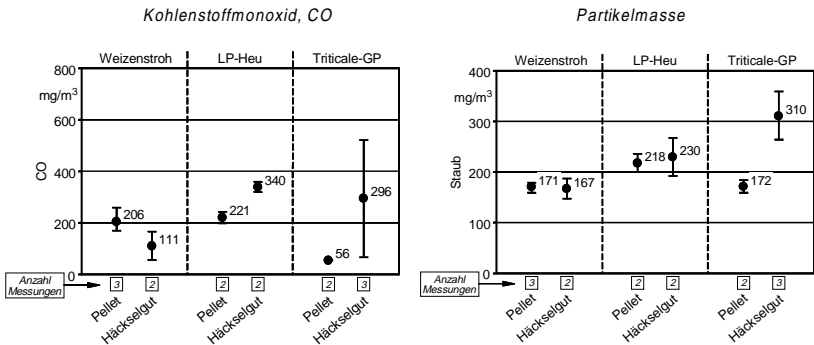 Kohlenstoffmonoxid, CO
Weizenstroh LP-Heu Triticale-GP
800
mg/m³
600
400
200
0
CO
206
111
221
340
56
296
Anzahl
Messungen
3 2 2 2 2 3
Pellet Häckselgut Pellet Häckselgut Pellet Häckselgut
Partikelmasse
Weizenstroh LP-Heu Triticale-GP
400
mg/m³
300
200
100
0
Staub
171
167
218
230
172
310
Anzahl
Messungen
3 2 2 2 2 3
Pellet Häckselgut Pellet Häckselgut Pellet Häckselgut